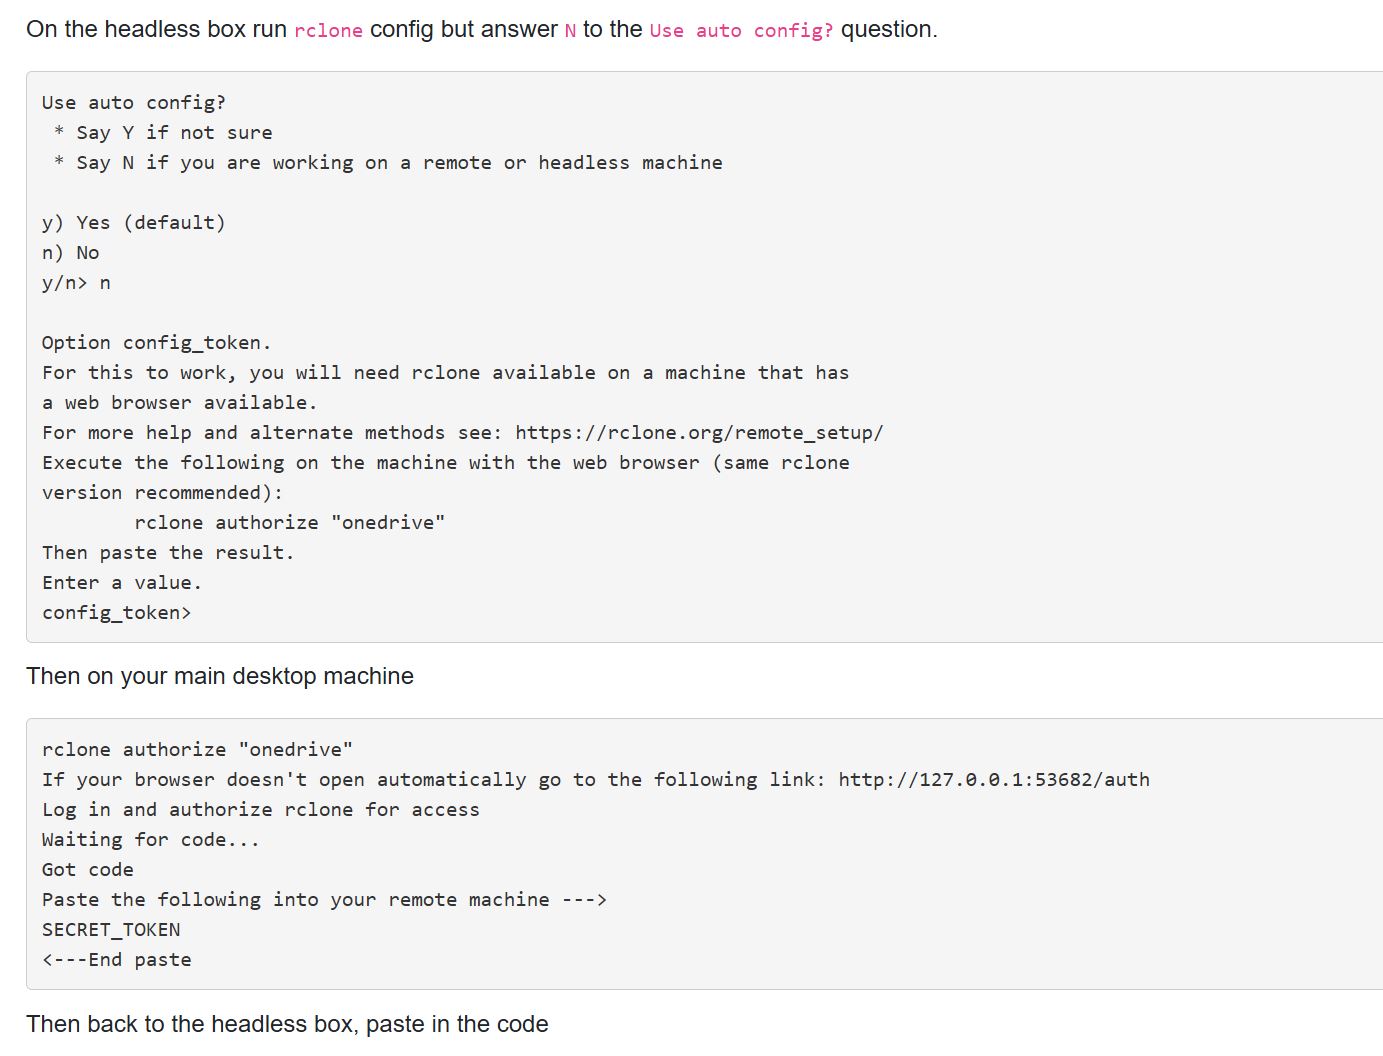 On the headless box run rclone config but answer N to the Use auto config? question.
Use auto config?
 * Say Y if not sure
 * Say N if you are working on a remote or headless machine

y) Yes (default)
n) No
y/n> n

Option config_token.
For this to work, you will need rclone available on a machine that has
a web browser available.
For more help and alternate methods see: https://rclone.org/remote_setup/
Execute the following on the machine with the web browser (same rclone
version recommended):
        rclone authorize "onedrive"
Then paste the result.
Enter a value.
config_token>
Then on your main desktop machine
rclone authorize "onedrive"
If your browser doesn't open automatically go to the following link: http://127.0.0.1:53682/auth
Log in and authorize rclone for access
Waiting for code...
Got code
Paste the following into your remote machine --->
SECRET_TOKEN
<---End paste
Then back to the headless box, paste in the code